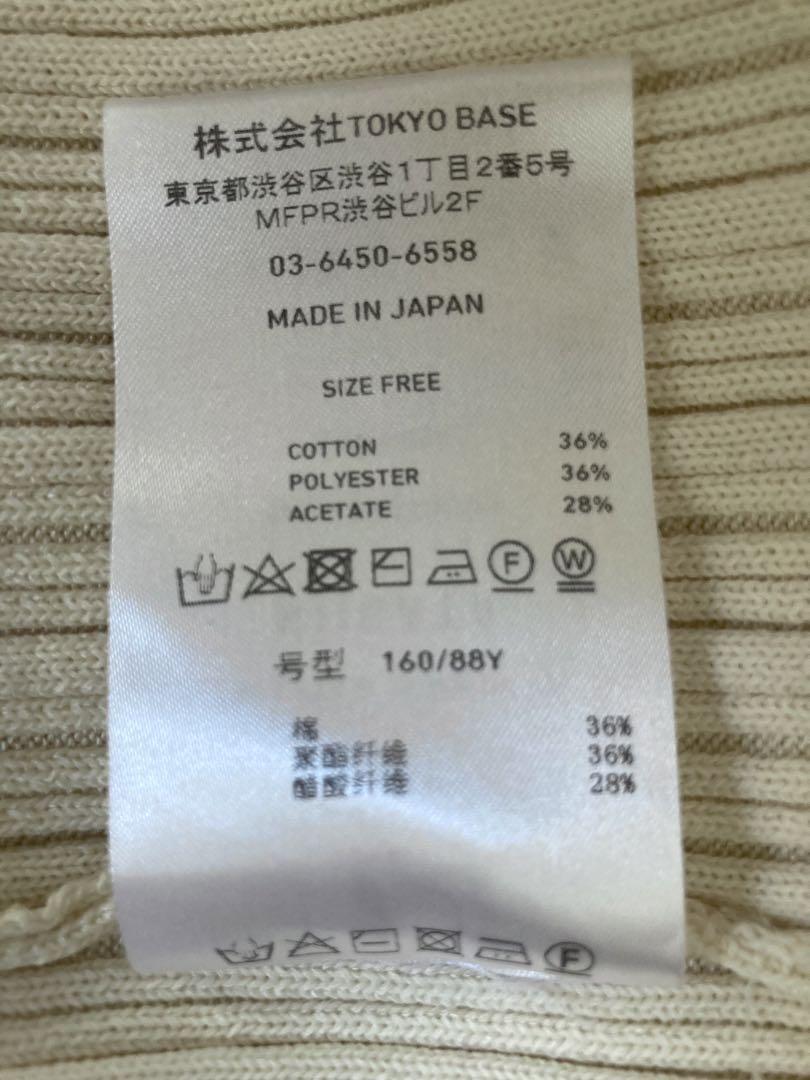 株式会社TOKYO BASE
東京都渋谷区渋谷1丁目2番5号
MFPR渋谷ビル2F
03-6450-6558
MADE IN JAPAN
SIZE FREE
COTTON 36%
POLYESTER 36%
ACETATE 28%
F W
号型 160/88Y
棉 36%
聚酯纤维 36%
醋酸纤维 28%
F